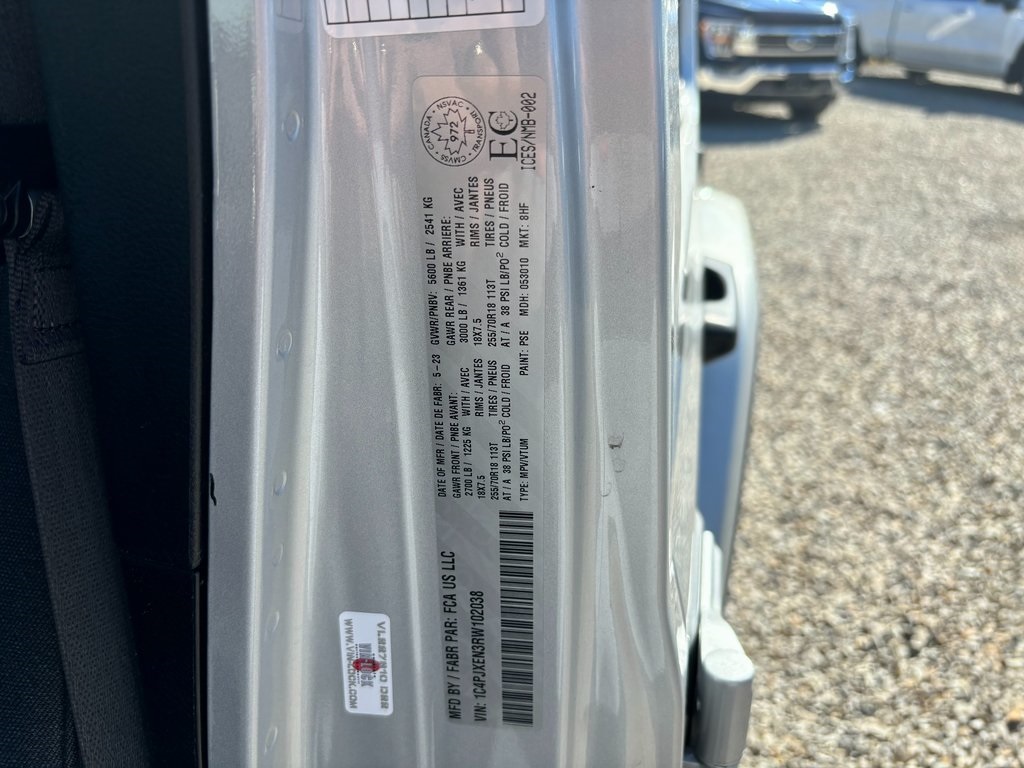 MFD BY / FABR PAR: FCA US LLC
VIN: 1C4PJXEN3RW102038
DATE OF MFR / DATE DE FABR: 5-23 GVWR/PNBV: 5600 LB / 2541 KG
GAWR FRONT / PNBE AVANT: GAWR REAR / PNBE ARRIERE:
2700 LB / 1225 KG WITH / AVEC 3000 LB / 1361 KG WITH / AVEC
18X7.5 RIMS / JANTES 18X7.5 RIMS / JANTES
255/70R18 113T TIRES / PNEUS 255/70R18 113T TIRES / PNEUS
AT / A 38 PSILB/PO² COLD / FROID AT / A 38 PSILB/PO² COLD / FROID
TYPE: MPV/VTUM PAINT: PSE MDH: 053010 MKT: 8HF
CANADA • NSVAC • TRANSPORT • CMVSS
972
8
EC
ICES/NMB-002
WWW.VINLOCK.COM